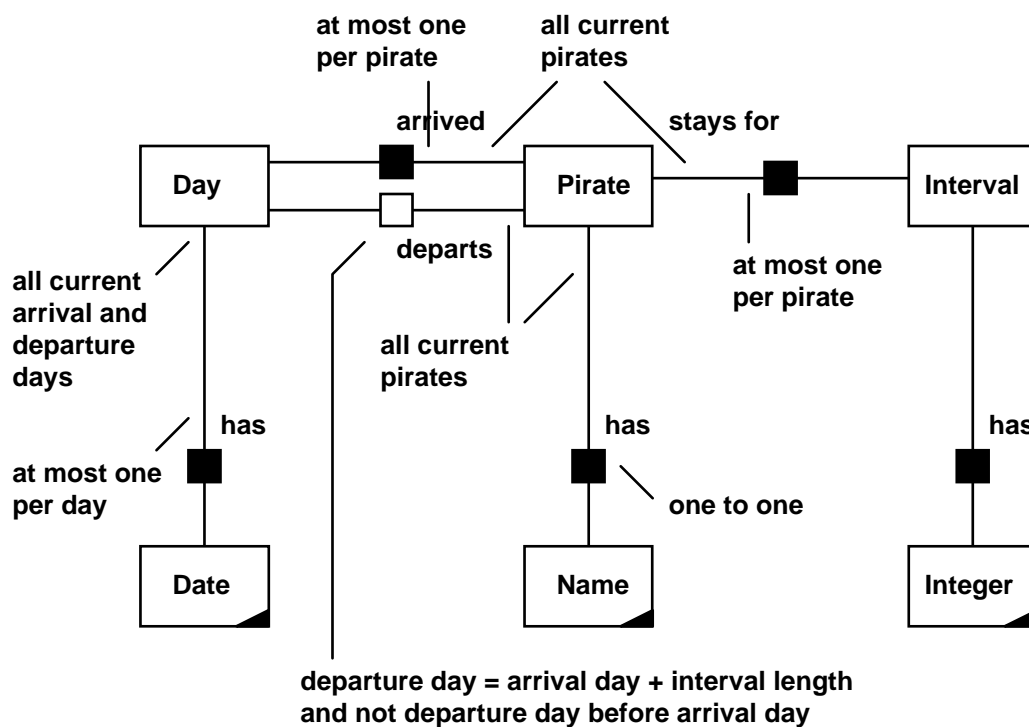 at most one
per pirate
all current
pirates
arrived
stays for
Day
Pirate
Interval
departs
all current
arrival and
departure
days
at most one
per pirate
all current
pirates
has
has
has
at most one
per day
one to one
Date
Name
Integer
departure day = arrival day + interval length
and not departure day before arrival day